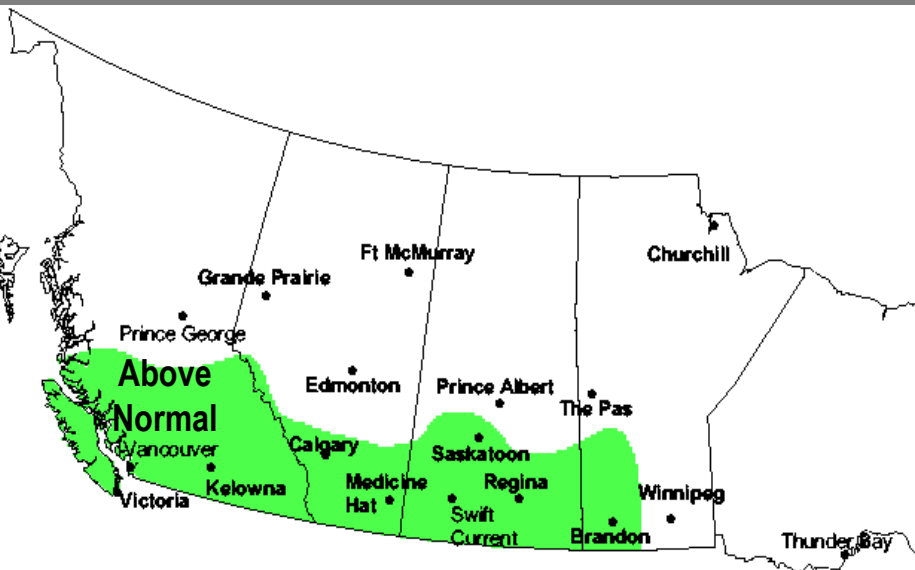 Ft McMurray
Churchill
Grande Prairie
Prince George
Above
Normal
Edmonton
Prince Albert
The Pas
Vancouver
Calgary
Saskatoon
Kelowna
Victoria
Medicine
Hat
Regina
Swift
Current
Winnipeg
Brandon
Thunder Bay